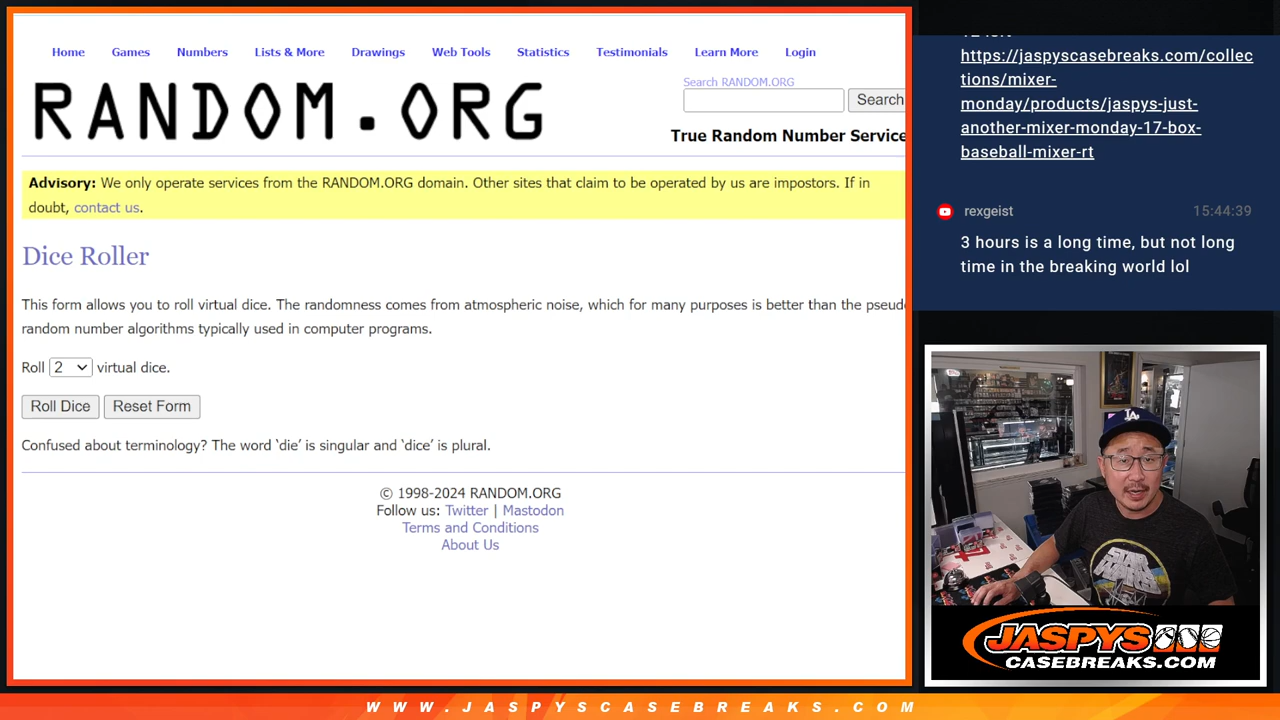 Home Games Numbers Lists & More Drawings Web Tools Statistics Testimonials Learn More Login
RANDOM.ORG
Search RANDOM.ORG
Search
True Random Number Service
Advisory: We only operate services from the RANDOM.ORG domain. Other sites that claim to be operated by us are impostors. If in
doubt, contact us.
Dice Roller
This form allows you to roll virtual dice. The randomness comes from atmospheric noise, which for many purposes is better than the pseudo
random number algorithms typically used in computer programs.
Roll 2 virtual dice.
Roll Dice Reset Form
Confused about terminology? The word ‘die’ is singular and ‘dice’ is plural.
© 1998-2024 RANDOM.ORG
Follow us: Twitter | Mastodon
Terms and Conditions
About Us
https://jaspyscasebreaks.com/collec
tions/mixer-
monday/products/jaspys-just-
another-mixer-monday-17-box-
baseball-mixer-rt
rexgeist 15:44:39
3 hours is a long time, but not long
time in the breaking world lol
LA
STAR
WARS
JASPYS
CASEBREAKS.COM
WWW.JASPYSCASEBREAKS.COM